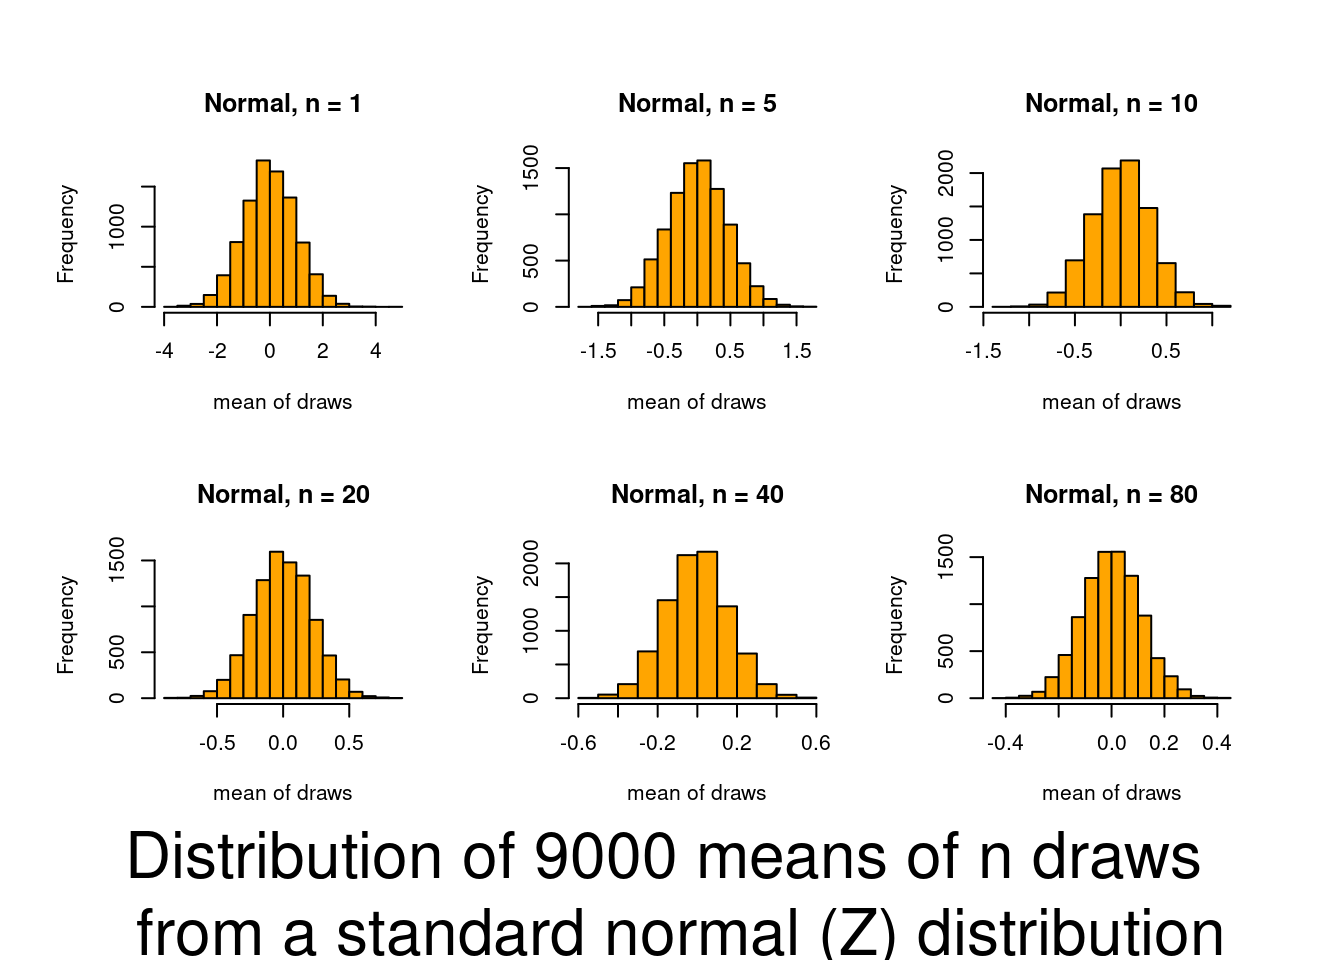 Normal, n = 1
Frequency
0
1000
-4 -2 0 2 4
mean of draws
Normal, n = 5
Frequency
0
500
1500
-1.5 -0.5 0.5 1.5
mean of draws
Normal, n = 10
Frequency
0
1000
2000
-1.5 -0.5 0.5
mean of draws
Normal, n = 20
Frequency
0
500
1500
-0.5 0.0 0.5
mean of draws
Normal, n = 40
Frequency
0
1000
2000
-0.6 -0.2 0.2 0.6
mean of draws
Normal, n = 80
Frequency
0
500
1500
-0.4 0.0 0.2 0.4
mean of draws
Distribution of 9000 means of n draws
from a standard normal (Z) distribution